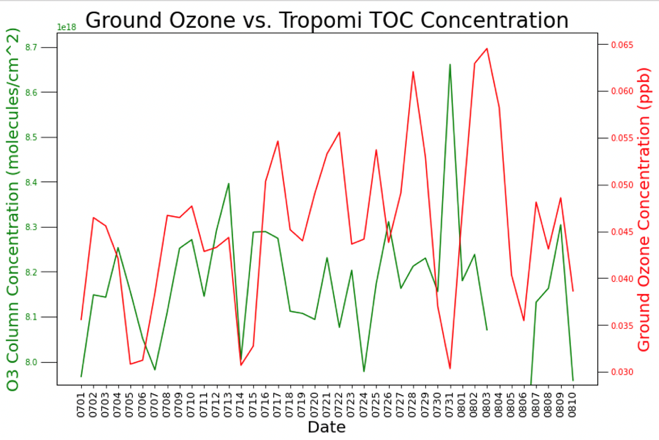 Ground Ozone vs. Tropomi TOC Concentration
1e18
O3 Column Concentration (molecules/cm^2)
8.7
8.6
8.5
8.4
8.3
8.2
8.1
8.0
0.065
0.060
0.055
0.050
0.045
0.040
0.035
0.030
Ground Ozone Concentration (ppb)
0701 0702 0703 0704 0705 0706 0707 0708 0709 0710 0711 0712 0713 0714 0715 0716 0717 0718 0719 0720 0721 0722 0723 0724 0725 0726 0727 0728 0729 0730 0731 0801 0802 0803 0804 0805 0806 0807 0808 0809 0810
Date